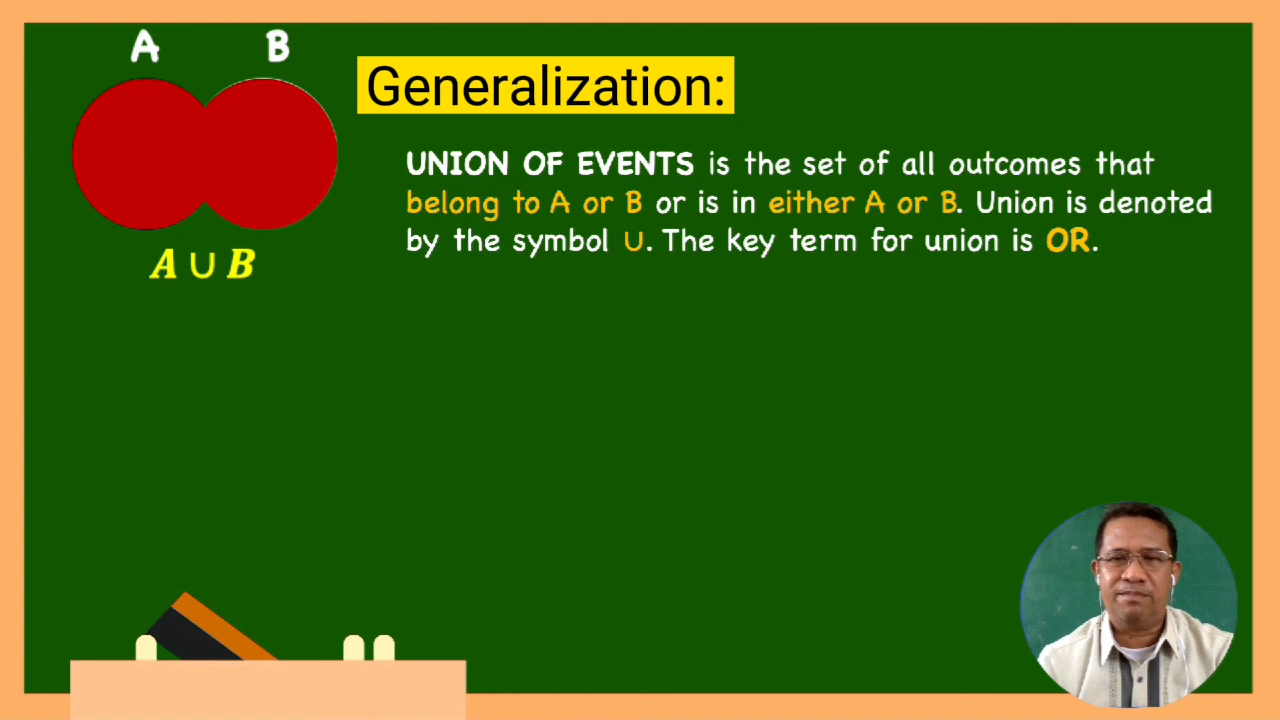 A B
Generalization:
UNION OF EVENTS is the set of all outcomes that
belong to A or B or is in either A or B. Union is denoted
by the symbol ∪. The key term for union is OR.
A ∪ B